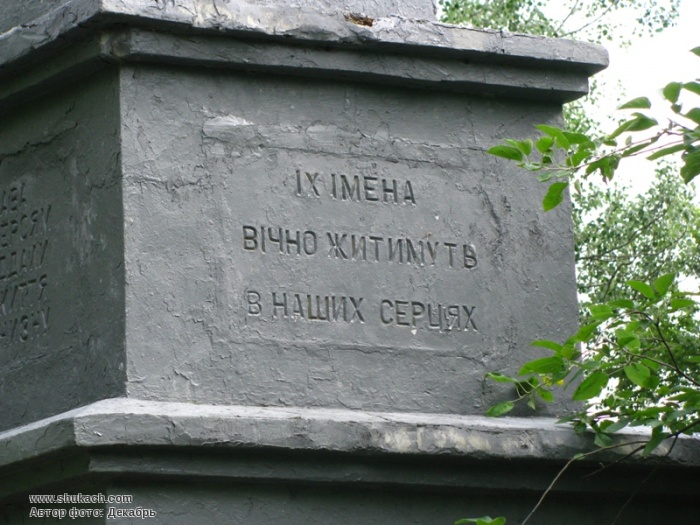 ІХ ІМЕНА
ВІЧНО ЖИТИМУТЬ
В НАШИХ СЕРЦЯХ
www.shukach.com
Автор фото: Декабрь